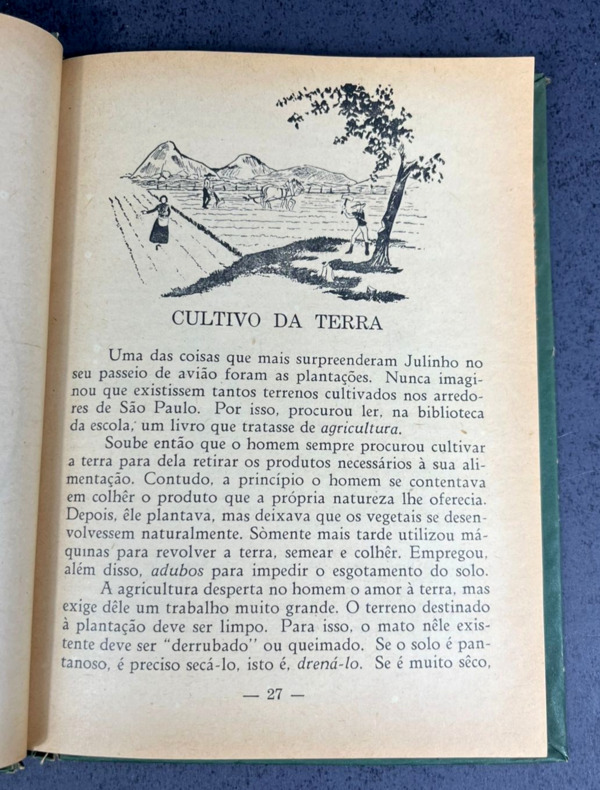 CULTIVO DA TERRA
Uma das coisas que mais surpreenderam Julinho no
seu passeio de avião foram as plantações. Nunca imagi-
nou que existissem tantos terrenos cultivados nos arredo-
res de São Paulo. Por isso, procurou ler, na biblioteca
da escola, um livro que tratasse de agricultura.
Soube então que o homem sempre procurou cultivar
a terra para dela retirar os produtos necessários à sua ali-
mentação. Contudo, a princípio o homem se contentava
em colhêr o produto que a própria natureza lhe oferecia.
Depois, êle plantava, mas deixava que os vegetais se desen-
volvessem naturalmente. Sòmente mais tarde utilizou má-
quinas para revolver a terra, semear e colhêr. Empregou,
além disso, adubos para impedir o esgotamento do solo.
A agricultura desperta no homem o amor à terra, mas
exige dêle um trabalho muito grande. O terreno destinado
à plantação deve ser limpo. Para isso, o mato nêle exis-
tente deve ser "derrubado" ou queimado. Se o solo é pan-
tanoso, é preciso secá-lo, isto é, drená-lo. Se é muito sêco,
— 27 —